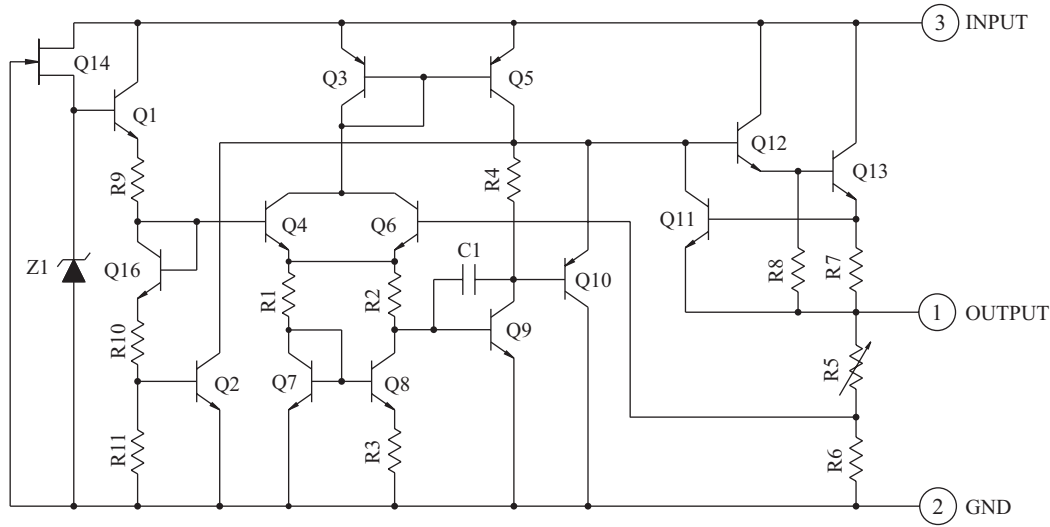 3 INPUT
Q14
Q3
Q5
Q1
Q12
Q13
R9
R4
Q4
Q6
Q11
C1
Z1
Q16
R1
R2
Q10
R8
R7
R10
Q9
1 OUTPUT
Q2
Q7
Q8
R5
R11
R3
R6
2 GND